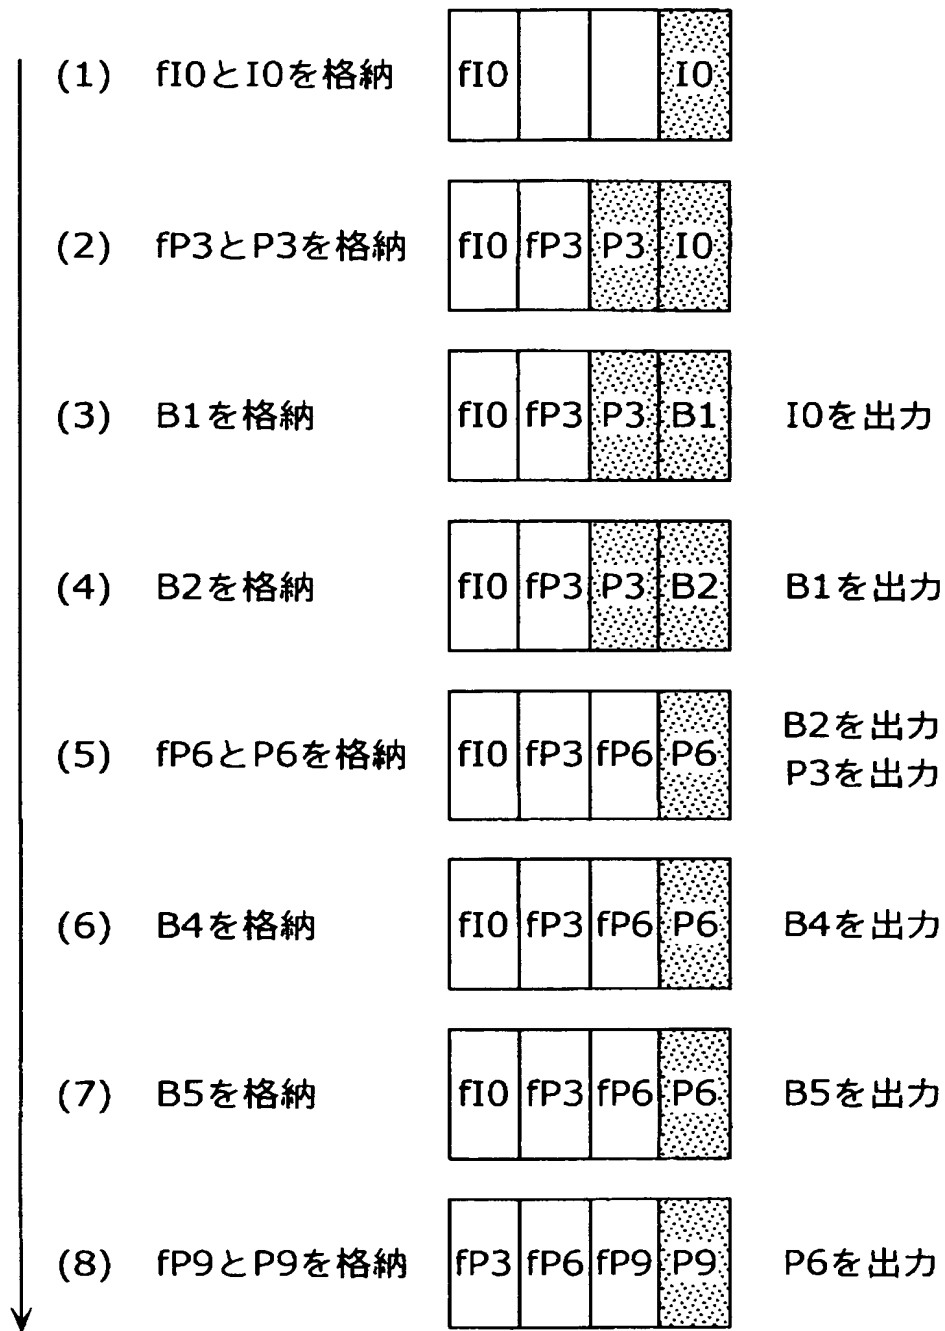 (1) fI0とI0を格納 fI0 I0
(2) fP3とP3を格納 fI0 fP3 P3 I0
(3) B1を格納 fI0 fP3 P3 B1 I0を出力
(4) B2を格納 fI0 fP3 P3 B2 B1を出力
(5) fP6とP6を格納 fI0 fP3 fP6 P6 B2を出力
P3を出力
(6) B4を格納 fI0 fP3 fP6 P6 B4を出力
(7) B5を格納 fI0 fP3 fP6 P6 B5を出力
(8) fP9とP9を格納 fP3 fP6 fP9 P9 P6を出力